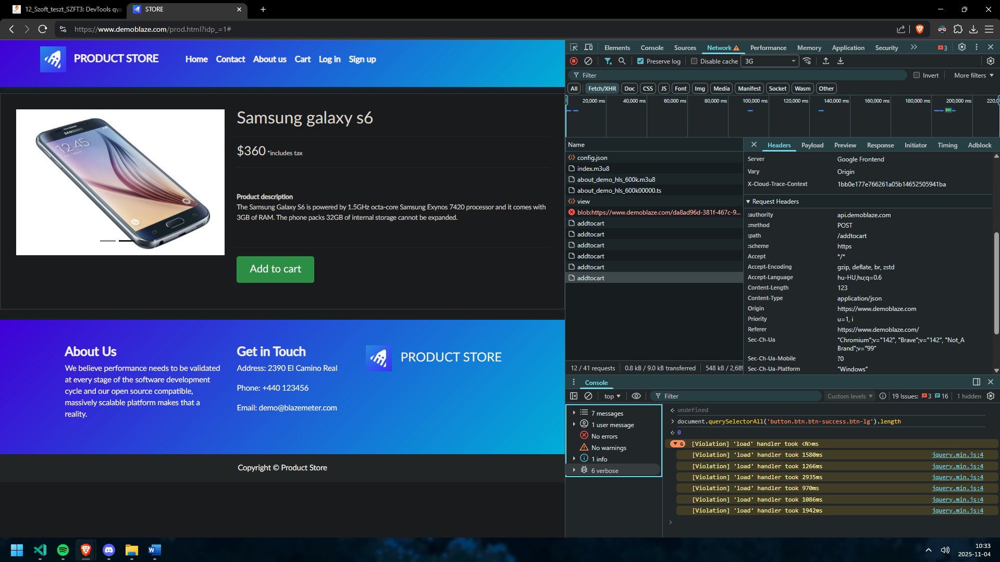 12_Szoft_teszt_SZFT3: DevTools gya
STORE
https://www.demoblaze.com/prod.html?idp_=1#
PRODUCT STORE
Home
Contact
About us
Cart
Log in
Sign up
SAMSUNG
12:45
Samsung galaxy s6
$360 *includes tax
Product description
The Samsung Galaxy S6 is powered by 1.5GHz octa-core Samsung Exynos 7420 processor and it comes with
3GB of RAM. The phone packs 32GB of internal storage cannot be expanded.
Add to cart
About Us
We believe performance needs to be validated
at every stage of the software development
cycle and our open source compatible,
massively scalable platform makes that a
reality.
Get in Touch
Address: 2390 El Camino Real
Phone: +440 123456
Email: demo@blazemeter.com
PRODUCT STORE
Copyright © Product Store
Elements
Console
Sources
Network
Performance
Memory
Application
Security
3
Preserve log
Disable cache
3G
Filter
Invert
More filters
All
Fetch/XHR
Doc
CSS
JS
Font
Img
Media
Manifest
Socket
Wasm
Other
20,000 ms
40,000 ms
60,000 ms
80,000 ms
100,000 ms
120,000 ms
140,000 ms
160,000 ms
180,000 ms
200,000 ms
220,0
Name
config.json
index.m3u8
about_demo_hls_600k.m3u8
about_demo_hls_600k00000.ts
view
blob:https://www.demoblaze.com/da8ad96d-381f-467c-9...
addtocart
addtocart
addtocart
addtocart
addtocart
addtocart
12 / 41 requests
0.8 kB / 9.0 kB transferred
548 kB / 2,689
Headers
Payload
Preview
Response
Initiator
Timing
Adblock
Server Google Frontend
Vary Origin
X-Cloud-Trace-Context 1bb0e177e766261a05b14652505941ba
Request Headers
:authority api.demoblaze.com
:method POST
:path /addtocart
:scheme https
Accept */*
Accept-Encoding gzip, deflate, br, zstd
Accept-Language hu-HU,hu;q=0.6
Content-Length 123
Content-Type application/json
Origin https://www.demoblaze.com
Priority u=1, i
Referer https://www.demoblaze.com/
Sec-Ch-Ua "Chromium";v="142", "Brave";v="142", "Not_A
Brand";v="99"
Sec-Ch-Ua-Mobile ?0
Sec-Ch-Ua-Platform "Windows"
Console
top
Filter
Custom levels
19 Issues: 3 16
1 hidden
7 messages
1 user message
No errors
No warnings
1 info
6 verbose
undefined
document.querySelectorAll('button.btn.btn-success.btn-lg').length
0
6 [Violation] 'load' handler took <N>ms
[Violation] 'load' handler took 1580ms jquery.min.js:4
[Violation] 'load' handler took 1266ms jquery.min.js:4
[Violation] 'load' handler took 2935ms jquery.min.js:4
[Violation] 'load' handler took 970ms jquery.min.js:4
[Violation] 'load' handler took 1086ms jquery.min.js:4
[Violation] 'load' handler took 1942ms jquery.min.js:4
10:33
2025-11-04